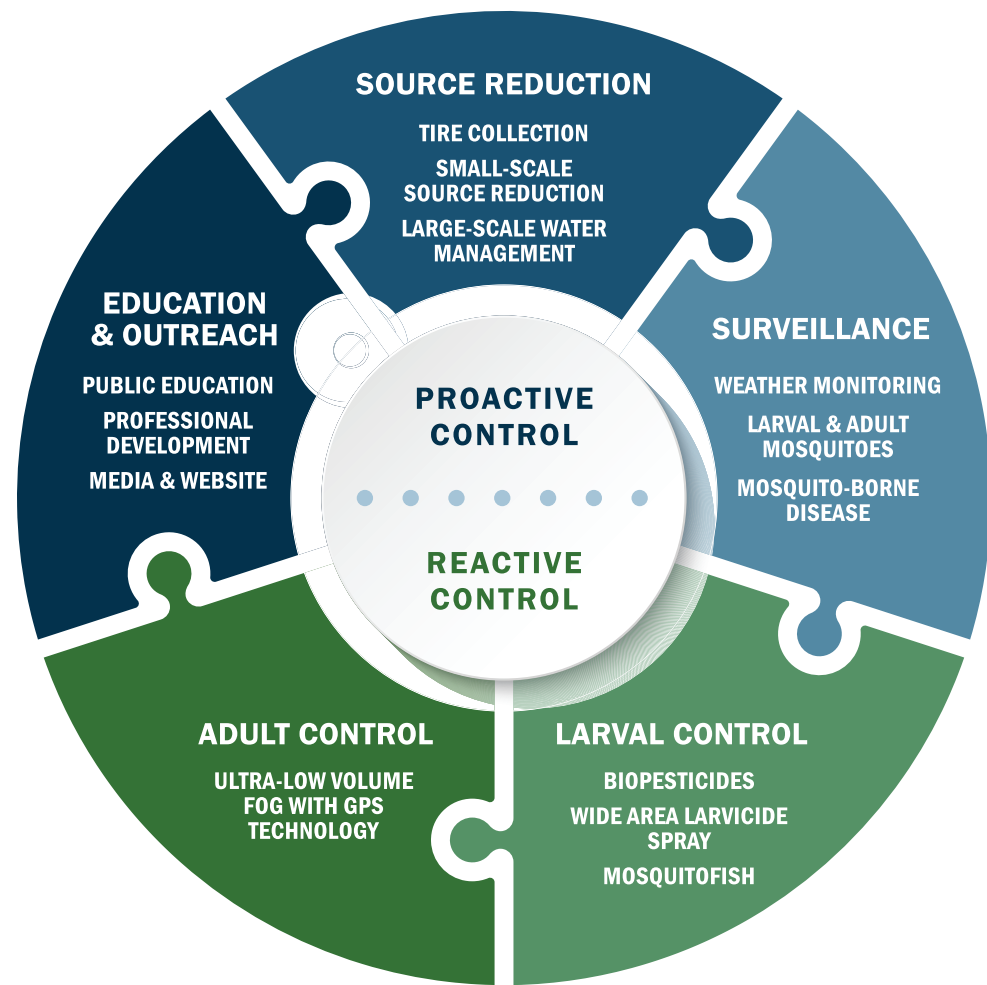 SOURCE REDUCTION
TIRE COLLECTION
SMALL-SCALE
SOURCE REDUCTION
LARGE-SCALE WATER
MANAGEMENT
EDUCATION
& OUTREACH
PUBLIC EDUCATION
PROFESSIONAL
DEVELOPMENT
MEDIA & WEBSITE
SURVEILLANCE
WEATHER MONITORING
LARVAL & ADULT
MOSQUITOES
MOSQUITO-BORNE
DISEASE
PROACTIVE
CONTROL
REACTIVE
CONTROL
ADULT CONTROL
ULTRA-LOW VOLUME
FOG WITH GPS
TECHNOLOGY
LARVAL CONTROL
BIOPESTICIDES
WIDE AREA LARVICIDE
SPRAY
MOSQUITOFISH